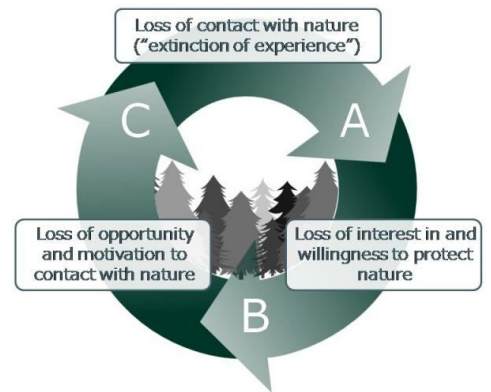 Loss of contact with nature
(“extinction of experience”)
C
A
Loss of opportunity
and motivation to
contact with nature
Loss of interest in and
willingness to protect
nature
B